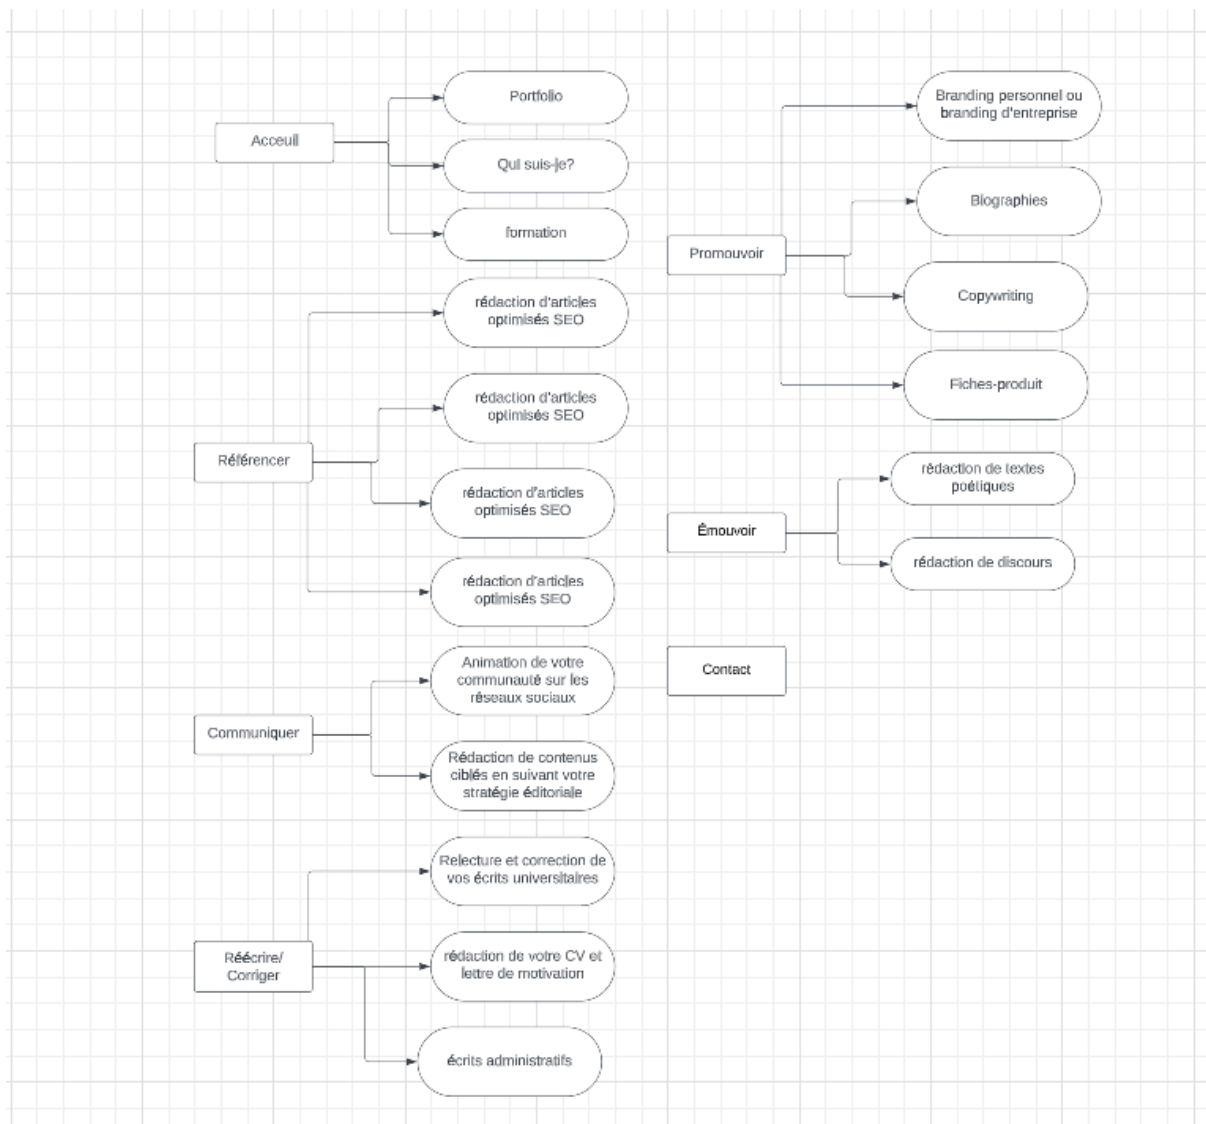 Acceuil
Portfolio
Qui suis-je?
formation
Référencer
rédaction d'articles
optimisés SEO
rédaction d'articles
optimisés SEO
rédaction d'articles
optimisés SEO
rédaction d'articles
optimisés SEO
Communiquer
Animation de votre
communauté sur les
réseaux sociaux
Rédaction de contenus
ciblés en suivant votre
stratégie éditoriale
Réécrire/
Corriger
Relecture et correction de
vos écrits universitaires
rédaction de votre CV et
lettre de motivation
écrits administratifs
Promouvoir
Branding personnel ou
branding d'entreprise
Biographies
Copywriting
Fiches-produit
Émouvoir
rédaction de textes
poétiques
rédaction de discours
Contact